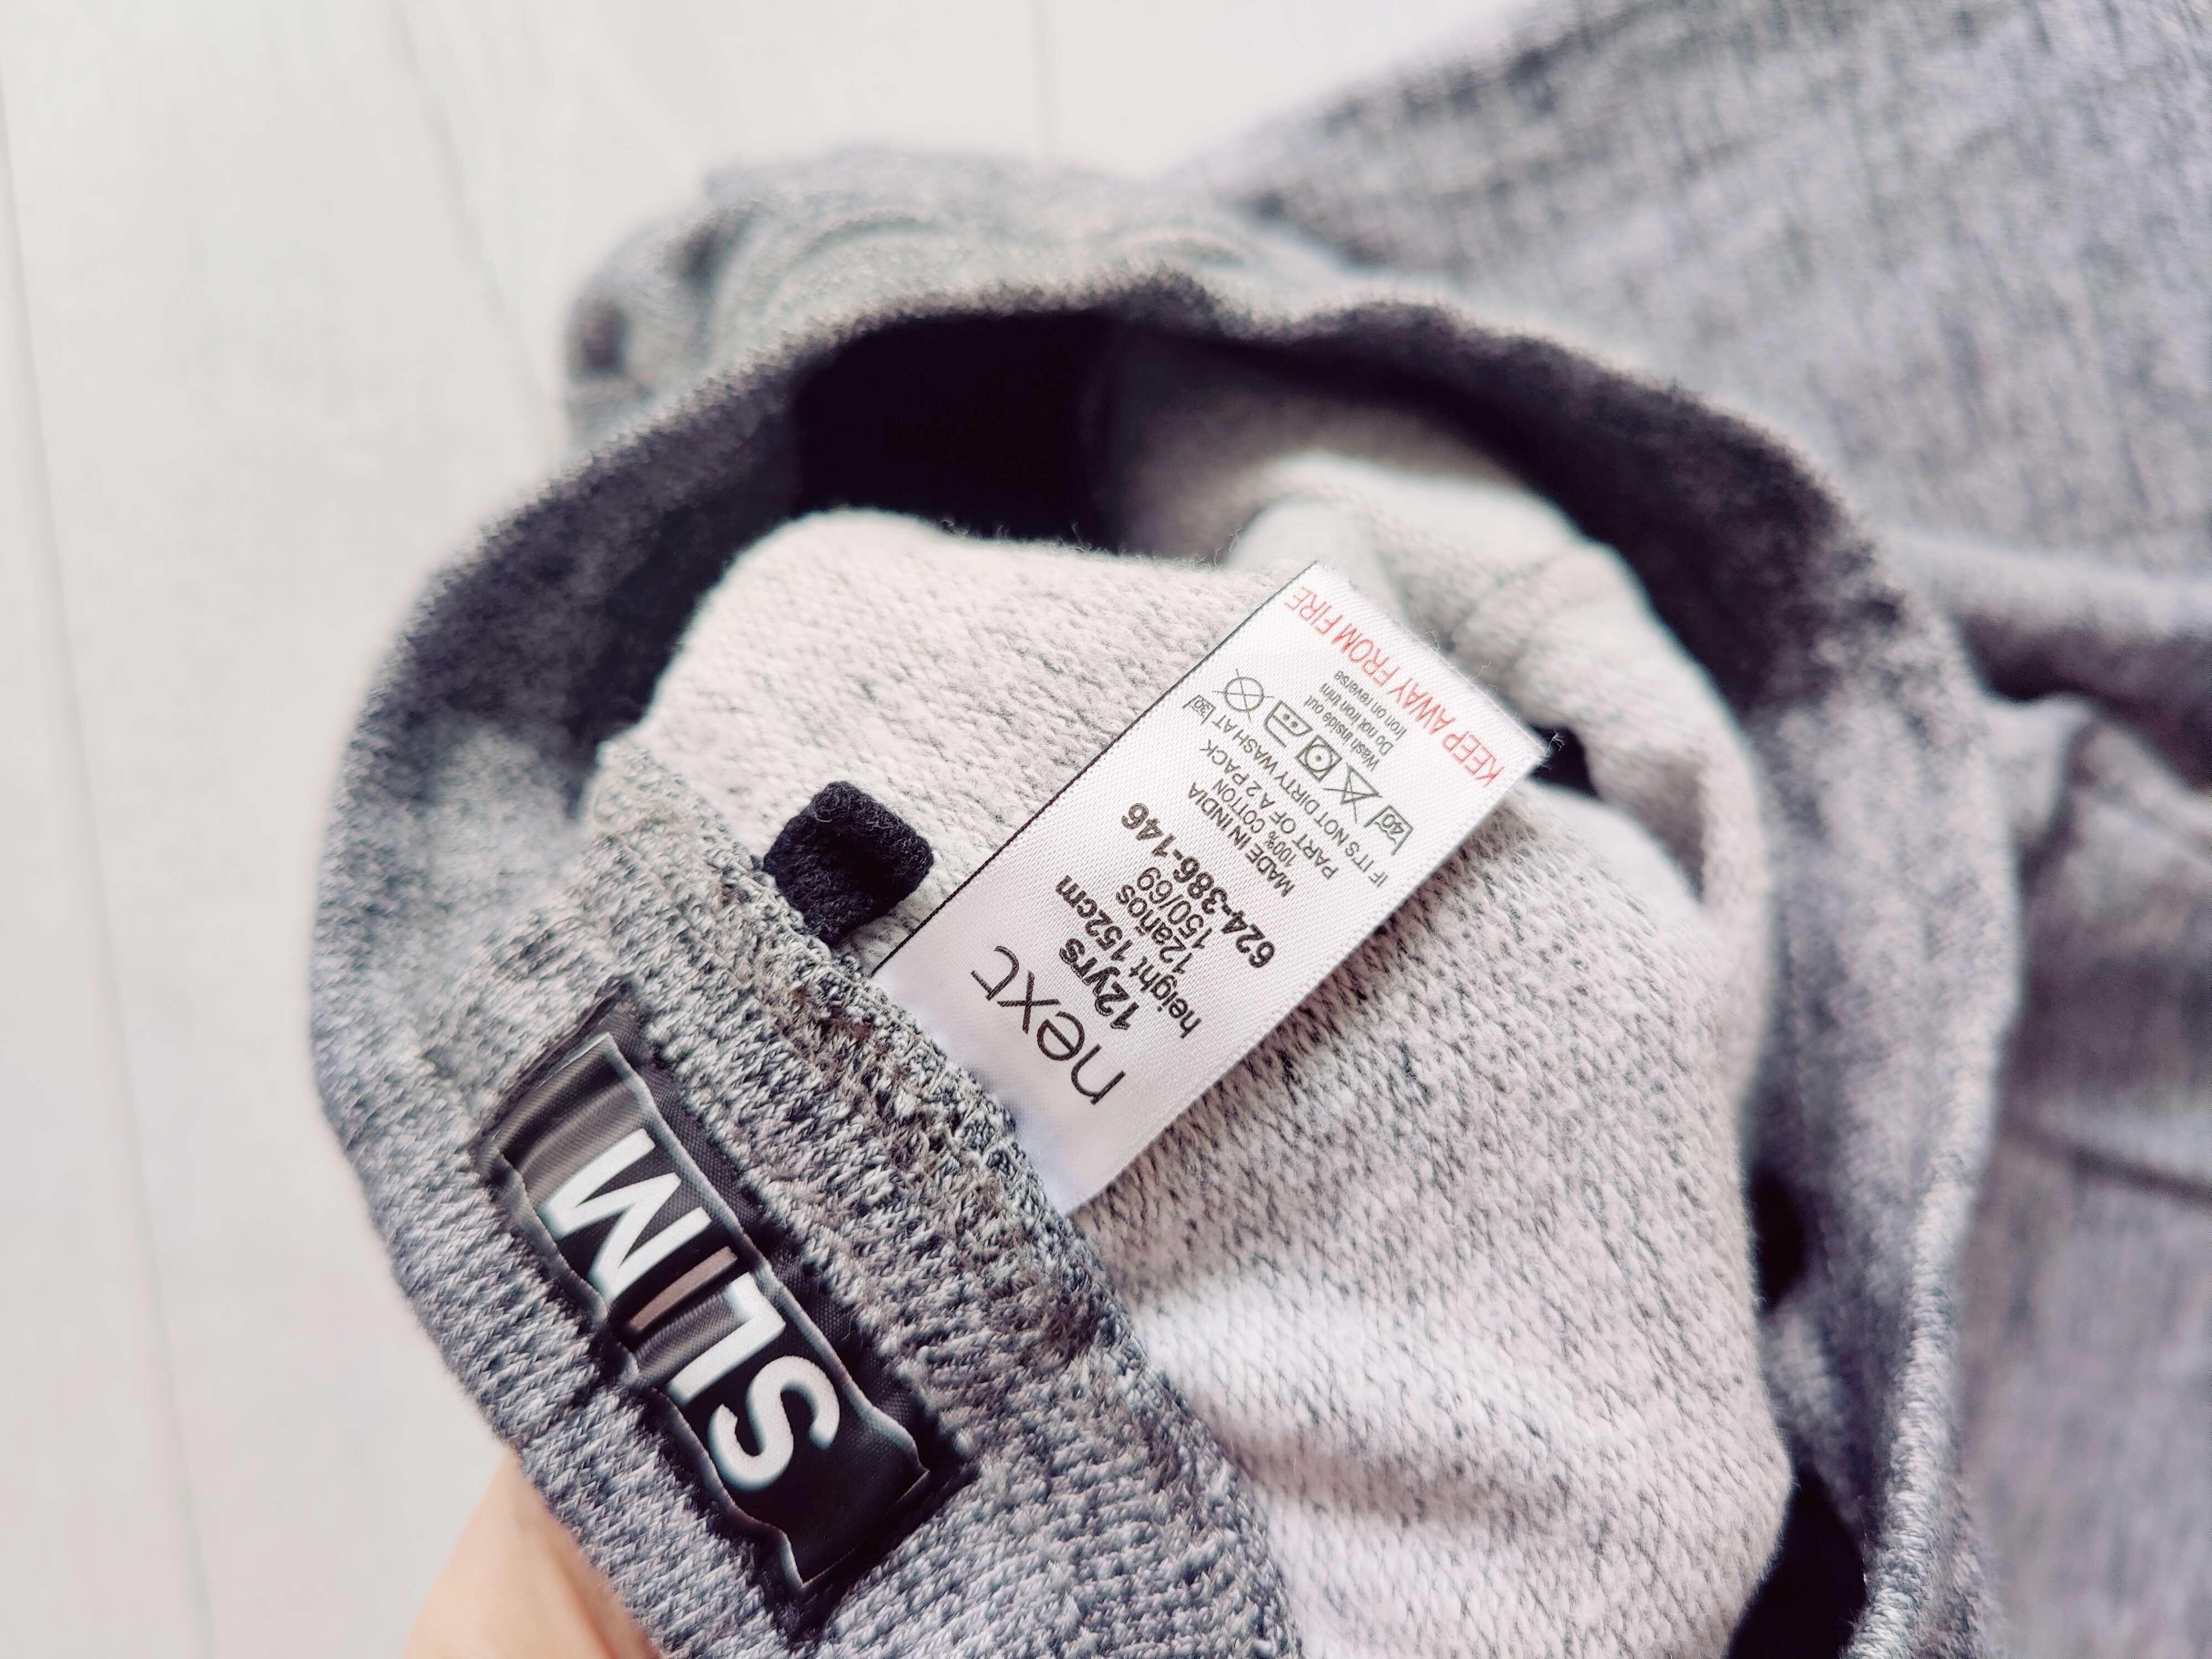 next
12yrs
height 152cm
12años
150/69
624-386-146
MADE IN INDIA
100% COTTON
PART OF A 2 PACK
IF IT'S NOT DIRTY WASH AT 30
40
Wash inside out
Do not iron trim
Iron on reverse
KEEP AWAY FROM FIRE
SLIM